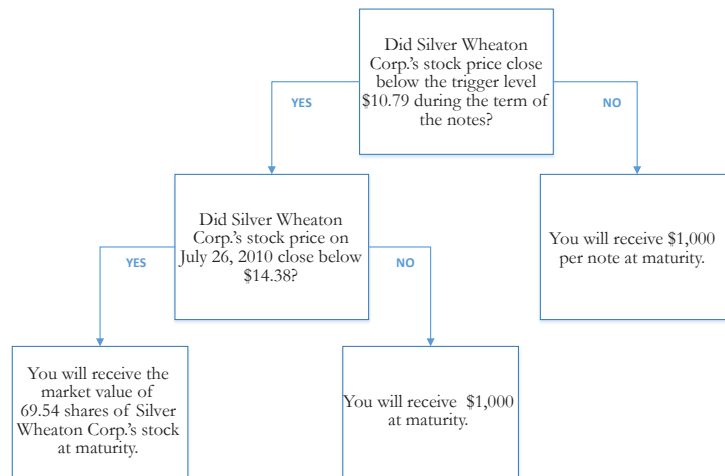 Did Silver Wheaton
Corp.'s stock price close
below the trigger level
$10.79 during the term of
the notes?
YES
NO
Did Silver Wheaton
Corp.'s stock price on
July 26, 2010 close below
$14.38?
You will receive $1,000
per note at maturity.
YES
NO
You will receive the
market value of
69.54 shares of Silver
Wheaton Corp.'s stock
at maturity.
You will receive $1,000
at maturity.